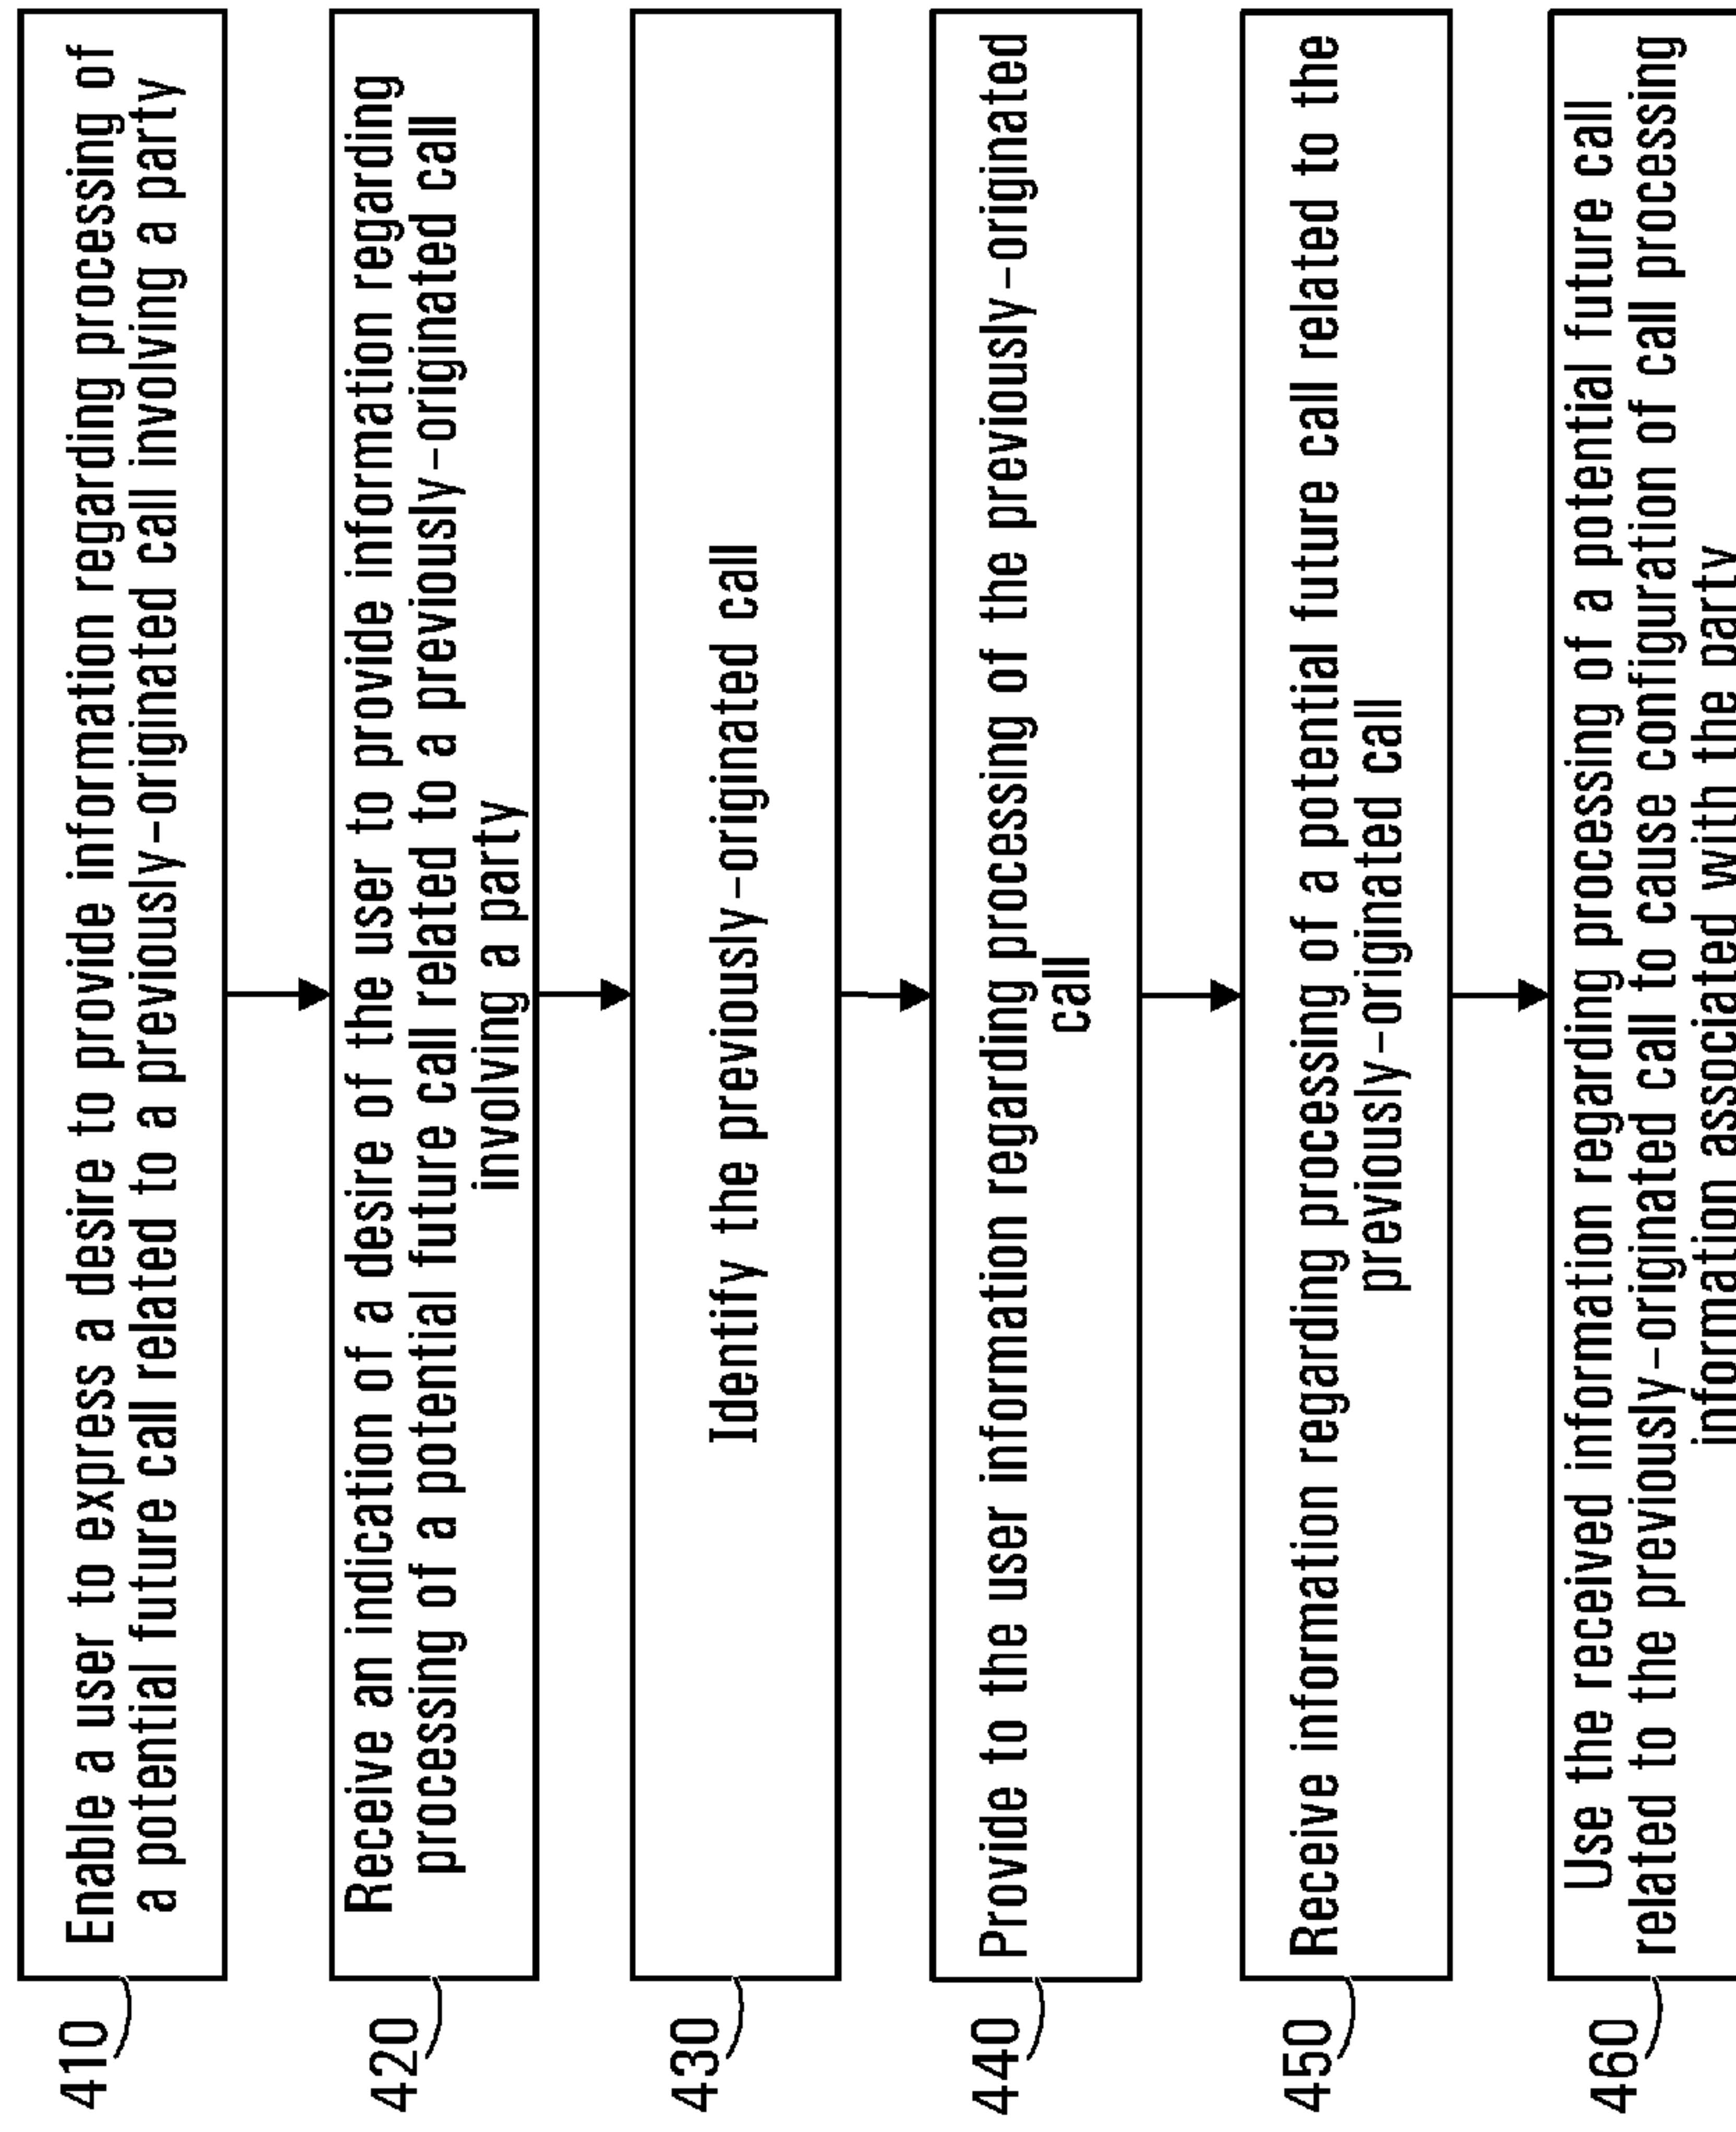 410
Enable a user to express a desire to provide information regarding processing of
a potential future call related to a previously-originated call involving a party
420
Receive an indication of a desire of the user to provide information regarding
processing of a potential future call related to a previously-originated call
involving a party
430
Identify the previously-originated call
440
Provide to the user information regarding processing of the previously-originated
call
450
Receive information regarding processing of a potential future call related to the
previously-originated call
460
Use the received information regarding processing of a potential future call
related to the previously-originated call to cause configuration of call processing
information associated with the party